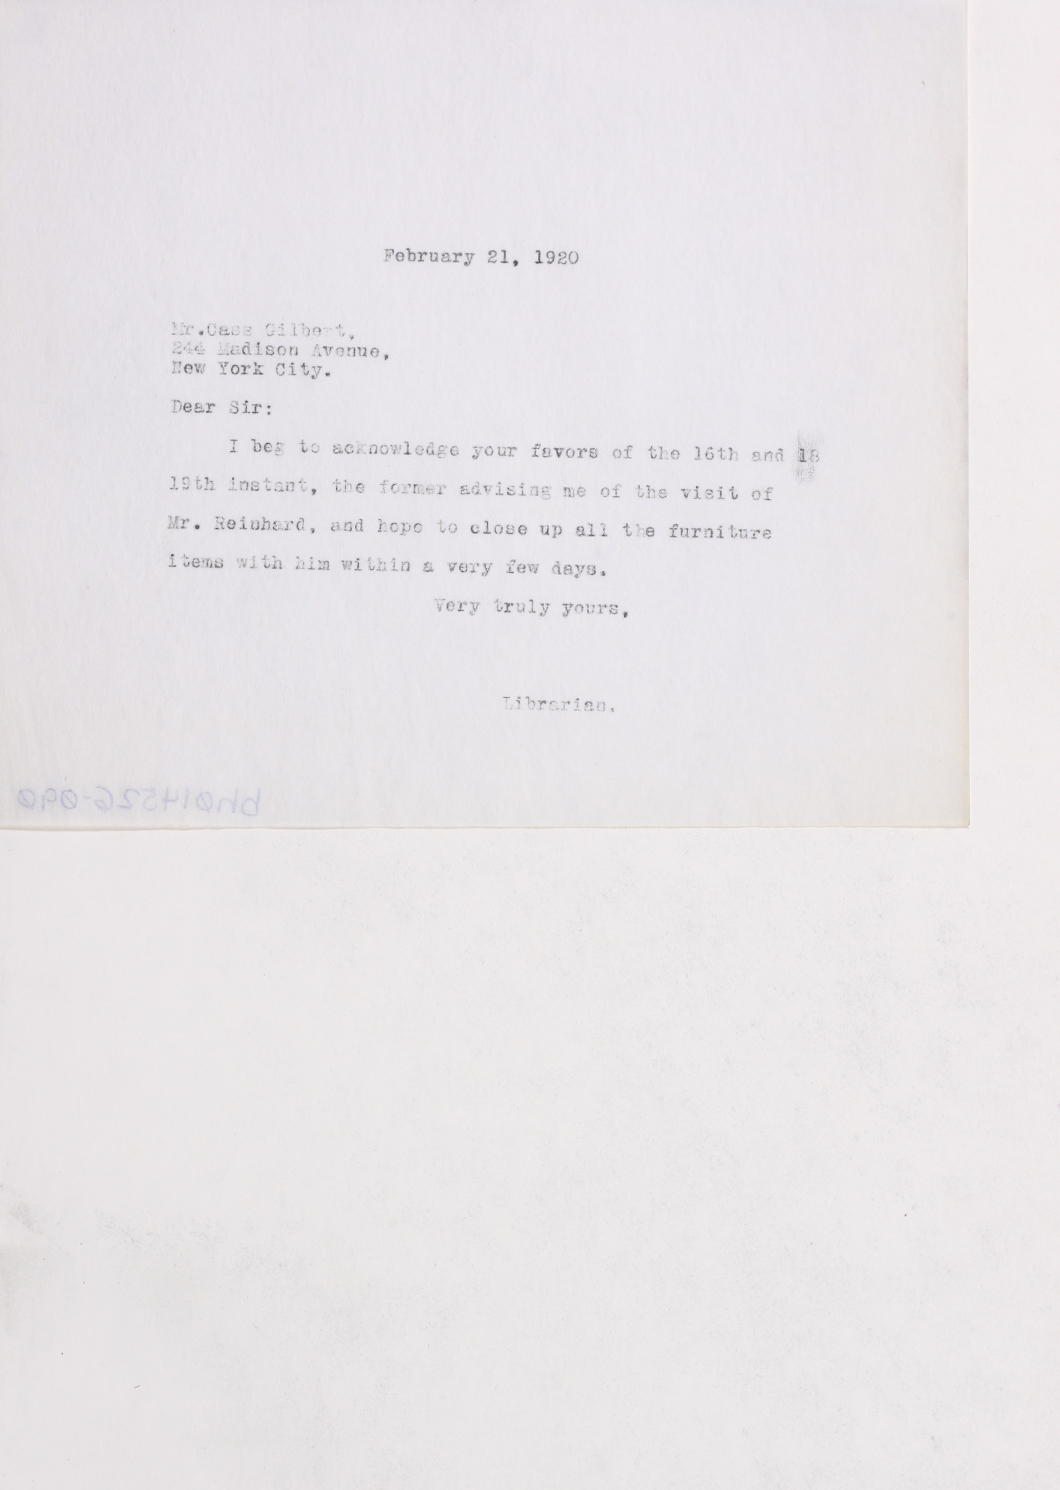 February 21, 1920
Mr.Cass Gilbert,
244 Madison Avenue,
New York City.
Dear Sir:
I beg to acknowledge your favors of the 16th and 18
19th instant, the former advising me of the visit of
Mr. Reinhard, and hope to close up all the furniture
items with him within a very few days.
Very truly yours,
Librarian.
bh014526-090